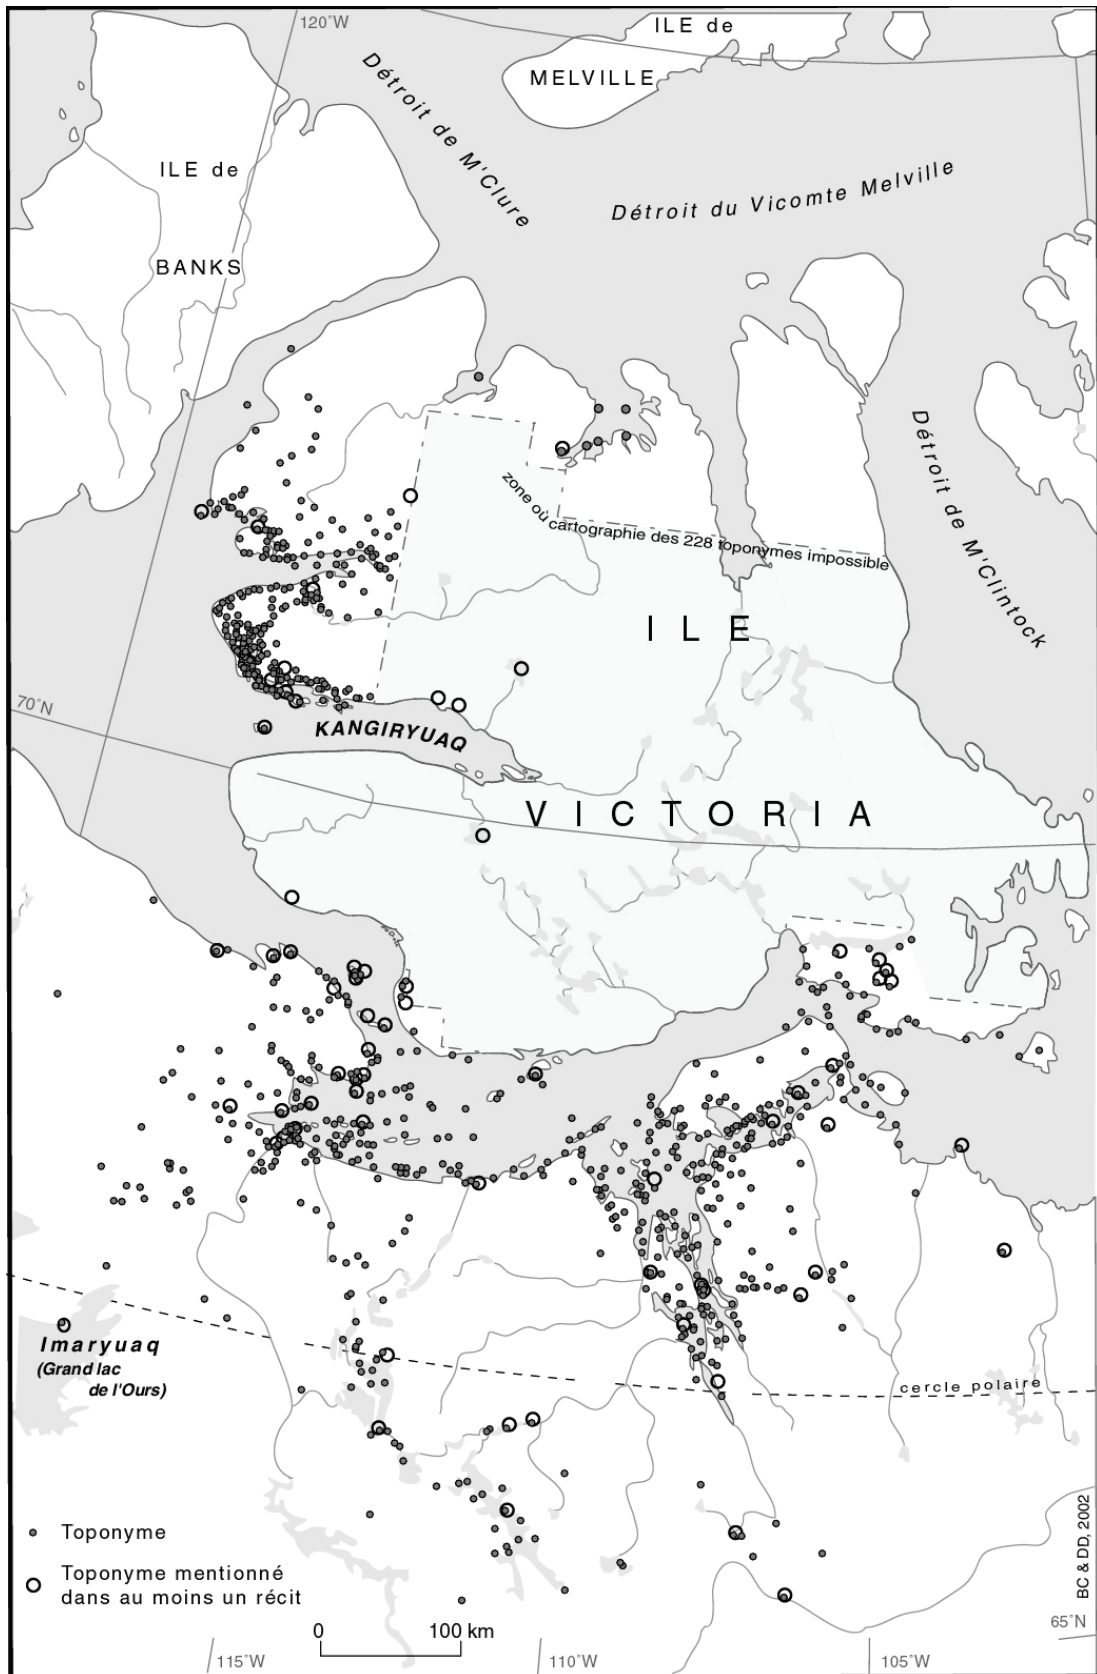 120°W
ILE de
MELVILLE
Détroit de M'Clure
ILE de
BANKS
Détroit du Vicomte Melville
Détroit de M'Clintock
zone où cartographie des 228 toponymes impossible
ILE
70°N
KANGIRYUAQ
VICTORIA
Imaryuaq
(Grand lac
de l'Ours)
cercle polaire
Toponyme
Toponyme mentionné
dans au moins un récit
0 100 km
BC & DD, 2002
65°N
115°W
110°W
105°W